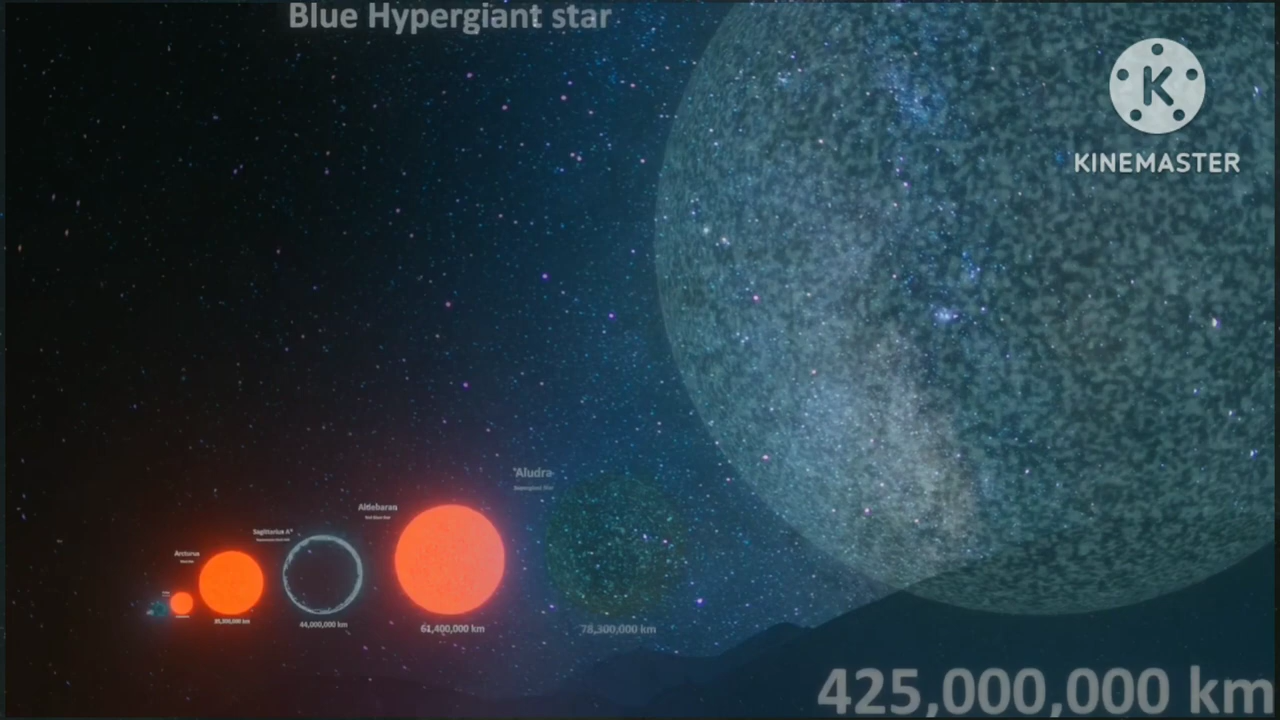 Blue Hypergiant star
K
KINEMASTER
Aludra
Aldebaran
Sagittarius A*
Arcturus
44,000,000 km
61,400,000 km
78,300,000 km
425,000,000 km